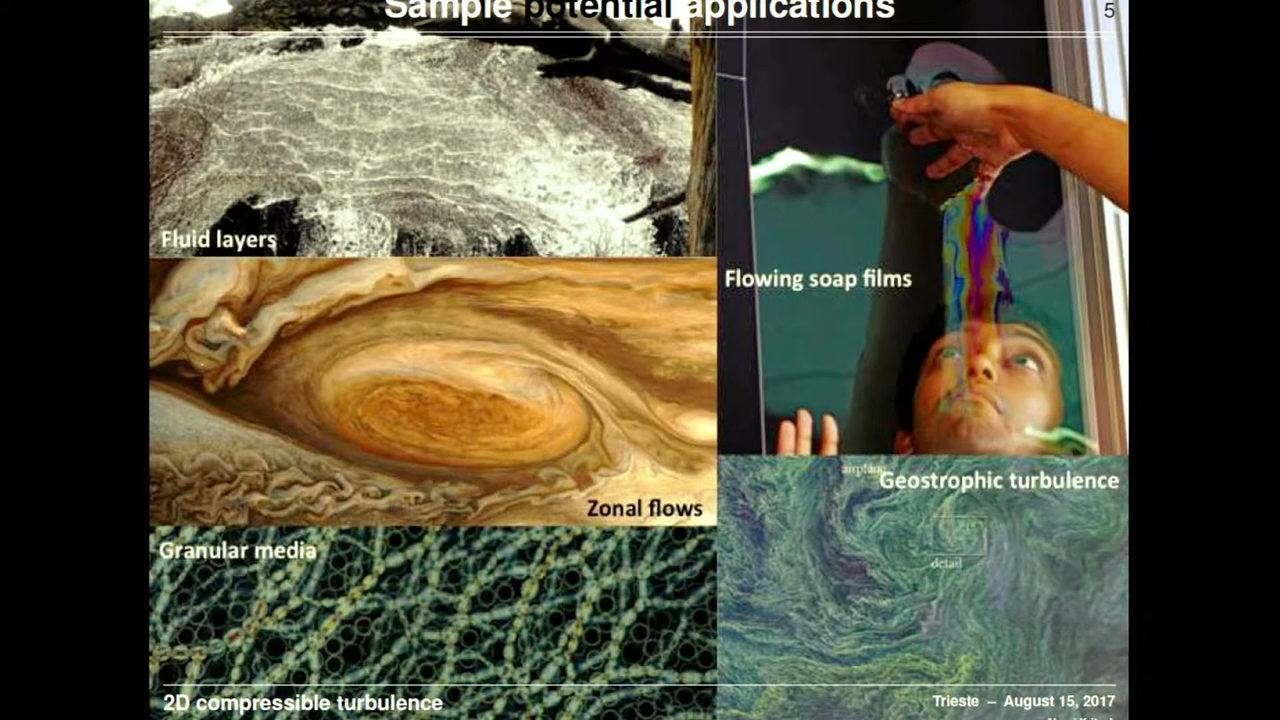 Sample potential applications
5
Fluid layers
Flowing soap films
Zonal flows
Geostrophic turbulence
detail
Granular media
2D compressible turbulence
Trieste – August 15, 2017